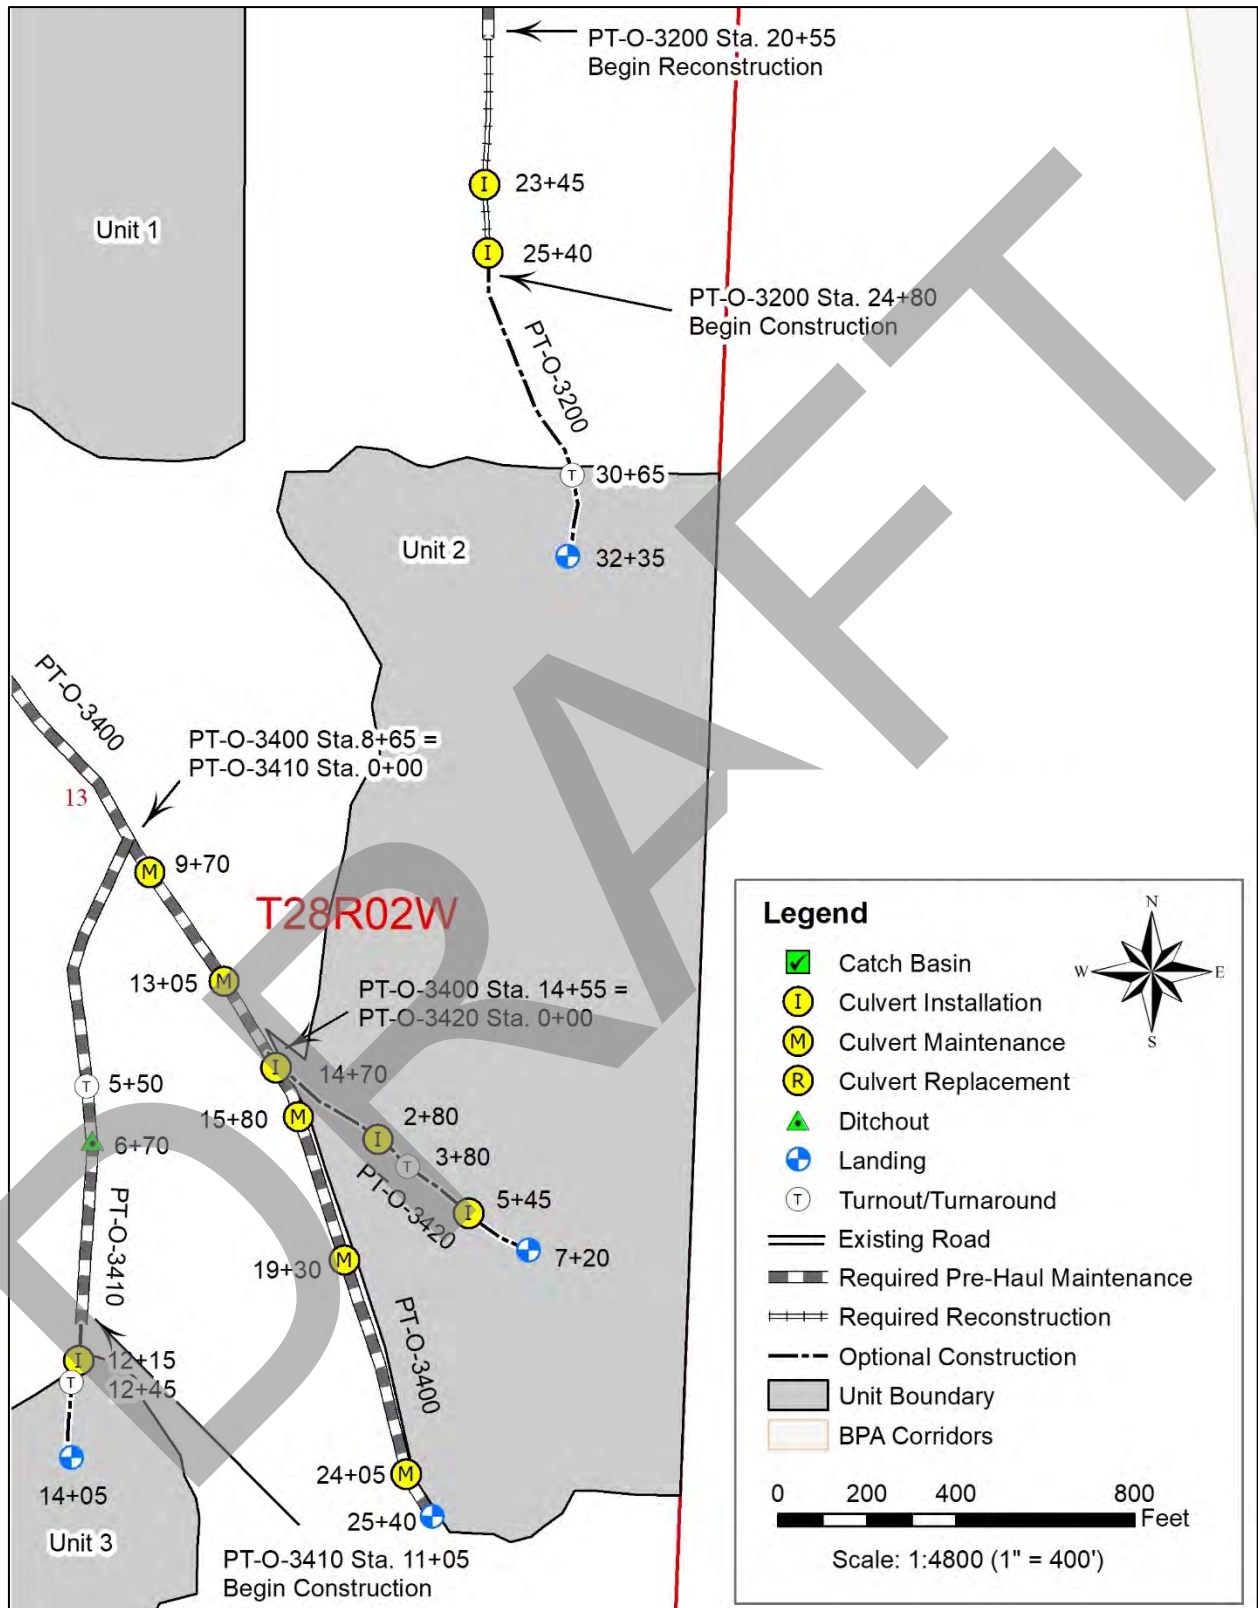 PT-O-3200 Sta. 20+55
Begin Reconstruction
23+45
Unit 1
25+40
PT-O-3200 Sta. 24+80
Begin Construction
PT-O-3200
30+65
Unit 2
32+35
PT-O-3400
PT-O-3400 Sta.8+65 =
PT-O-3410 Sta. 0+00
13
9+70
T28R02W
13+05
PT-O-3400 Sta. 14+55 =
PT-O-3420 Sta. 0+00
14+70
5+50
15+80
2+80
6+70
3+80
PT-O-3420
5+45
7+20
PT-O-3410
19+30
PT-O-3400
12+15
12+45
24+05
14+05
25+40
Unit 3
PT-O-3410 Sta. 11+05
Begin Construction
DRAFT
Legend
Catch Basin
I Culvert Installation
M Culvert Maintenance
R Culvert Replacement
Ditchout
Landing
T Turnout/Turnaround
Existing Road
Required Pre-Haul Maintenance
Required Reconstruction
Optional Construction
Unit Boundary
BPA Corridors
N
W E
S
0 200 400 800
Feet
Scale: 1:4800 (1" = 400')